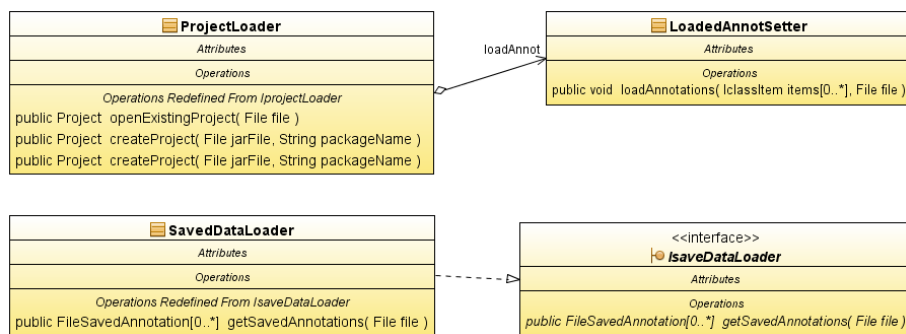 ProjectLoader
Attributes
Operations
Operations Redefined From IprojectLoader
public Project openExistingProject( File file )
public Project createProject( File jarFile, String packageName )
public Project createProject( File jarFile, String packageName )
loadAnnot
LoadedAnnotSetter
Attributes
Operations
public void loadAnnotations( IclassItem items[0..*], File file )
SavedDataLoader
Attributes
Operations
Operations Redefined From IsaveDataLoader
public FileSavedAnnotation[0..*] getSavedAnnotations( File file )
<<interface>>
IsaveDataLoader
Attributes
Operations
public FileSavedAnnotation[0..*] getSavedAnnotations( File file )